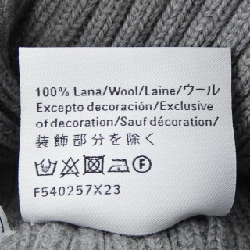 100% Lana/Wool/Laine/ウール
Excepto decoración/Exclusive
of decoration/Sauf décoration/
装飾部分を除く
F540257X23